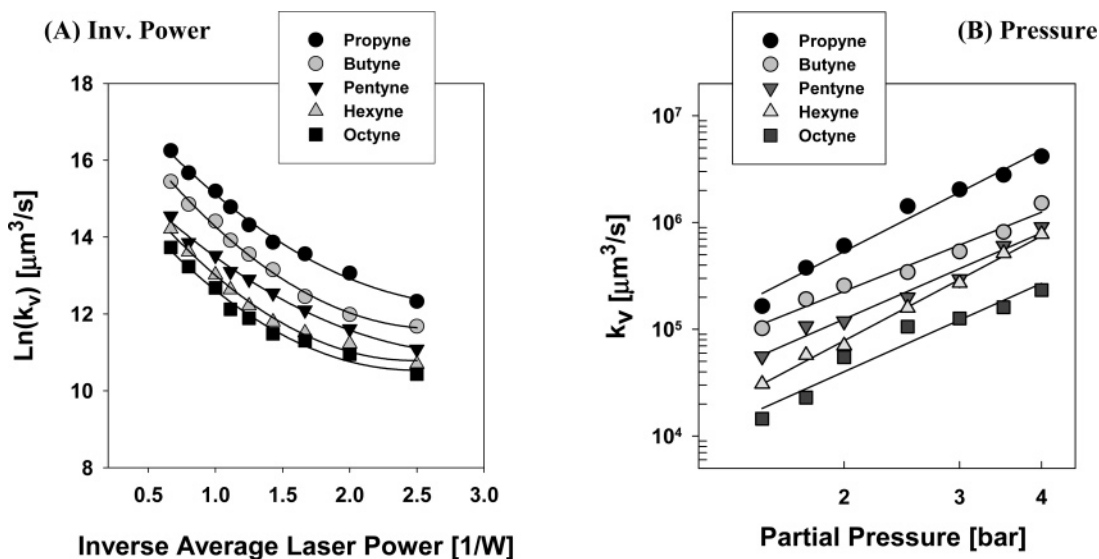 (A) Inv. Power
Propyne
Butyne
Pentyne
Hexyne
Octyne
18
16
14
12
10
8
Ln(kv) [μm³/s]
0.5 1.0 1.5 2.0 2.5 3.0
Inverse Average Laser Power [1/W]
(B) Pressure
Propyne
Butyne
Pentyne
Hexyne
Octyne
10⁷
10⁶
10⁵
10⁴
kv [μm³/s]
2 3 4
Partial Pressure [bar]